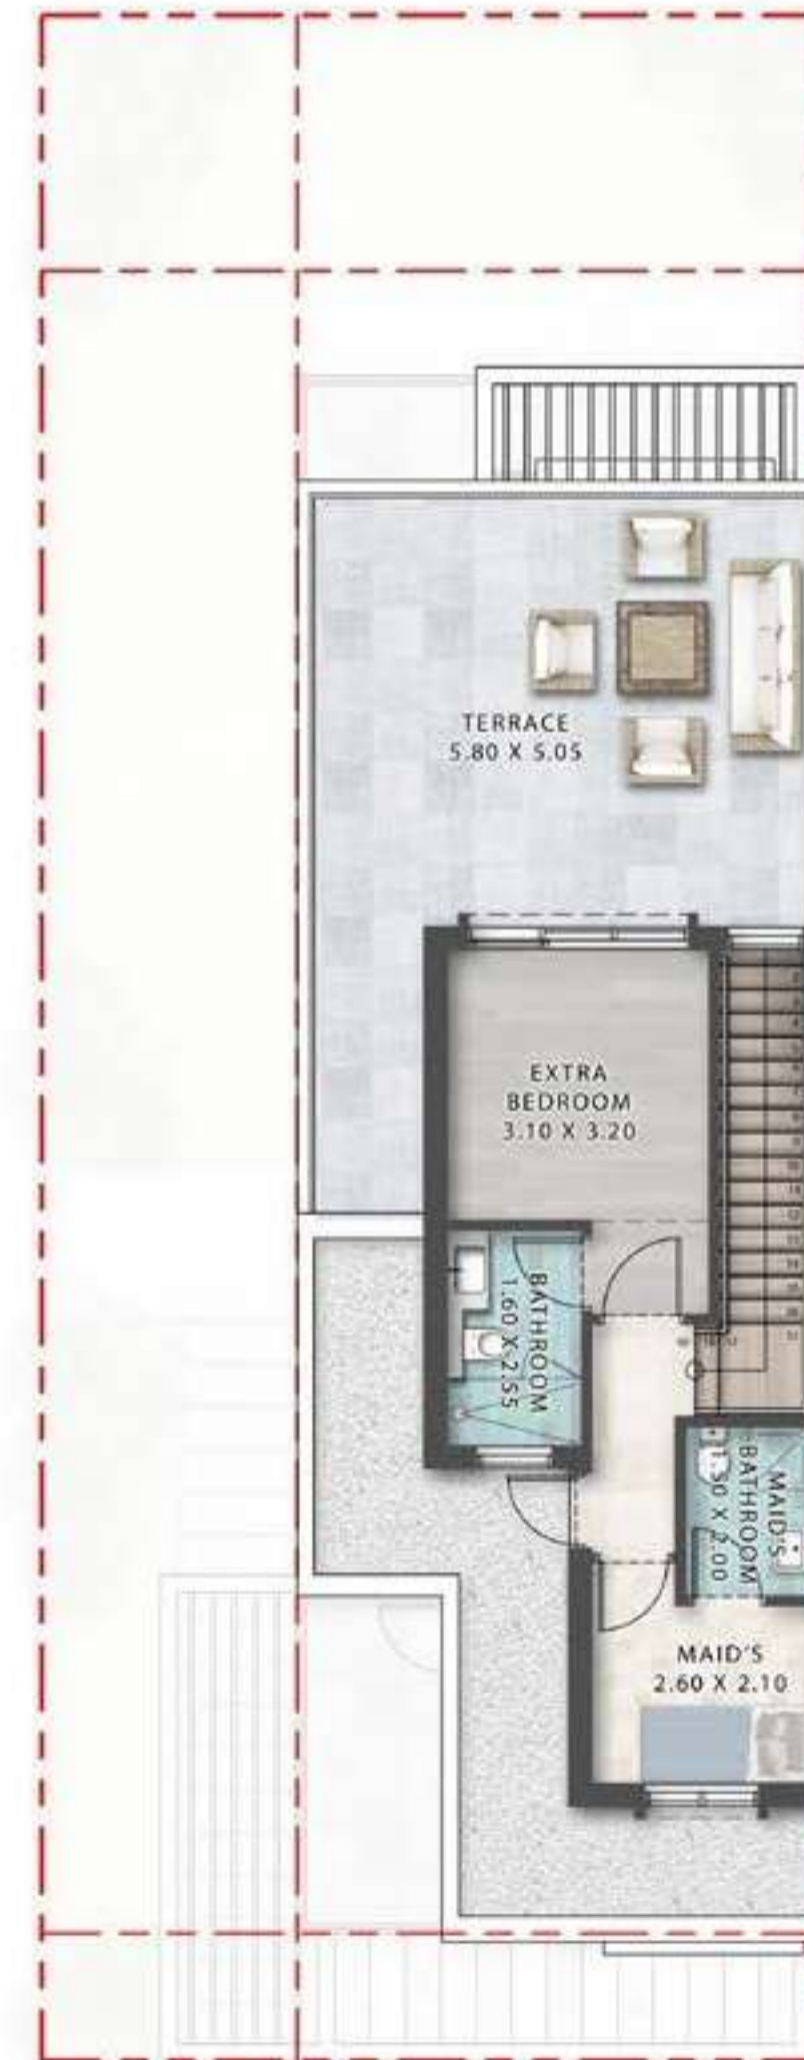 TERRACE
5.80 X 5.05
EXTRA
BEDROOM
3.10 X 3.20
BATHROOM
1.60 X 2.55
MAID'S
BATHROOM
1.50 X 2.00
MAID'S
2.60 X 2.10